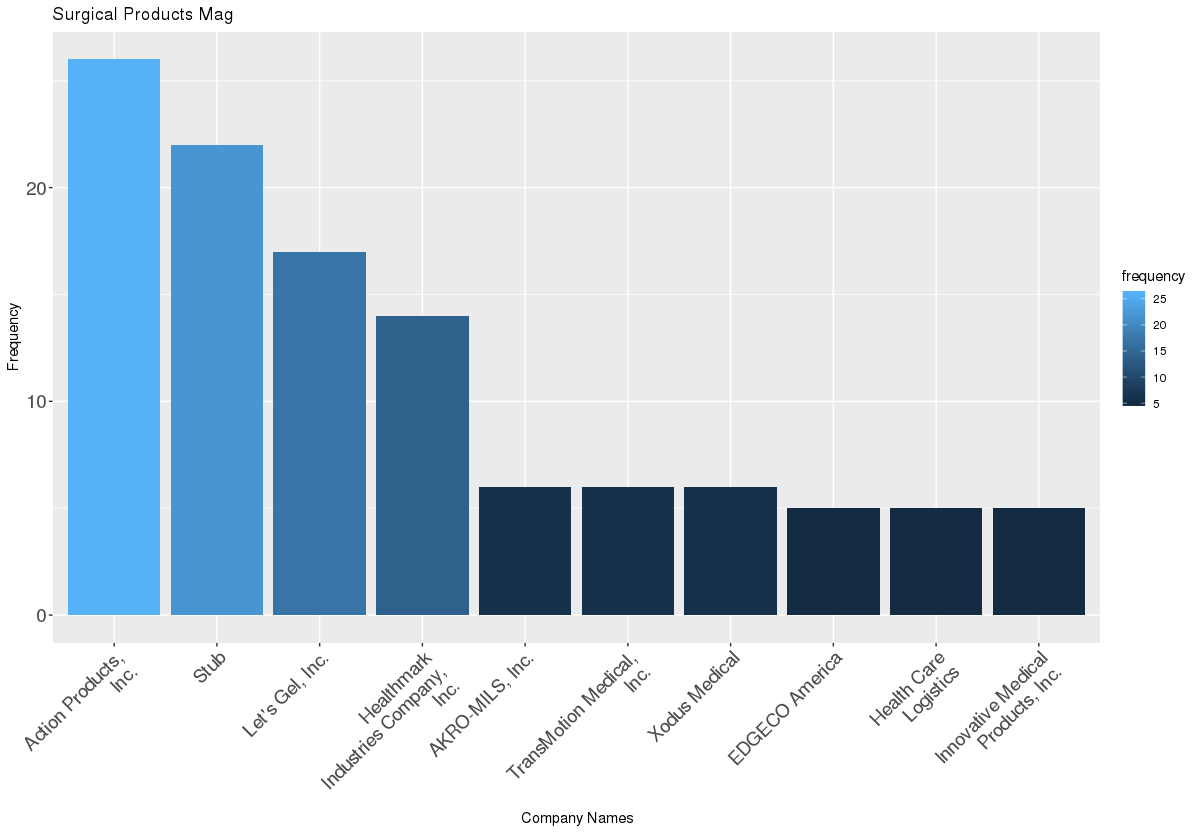 Surgical Products Mag
Frequency
20
10
0
Action Products,
Inc.
Stub
Let's Gel, Inc.
Healthmark
Industries Company,
Inc.
AKRO-MILS, Inc.
TransMotion Medical,
Inc.
Xodus Medical
EDGECO America
Health Care
Logistics
Innovative Medical
Products, Inc.
Company Names
frequency
25
20
15
10
5